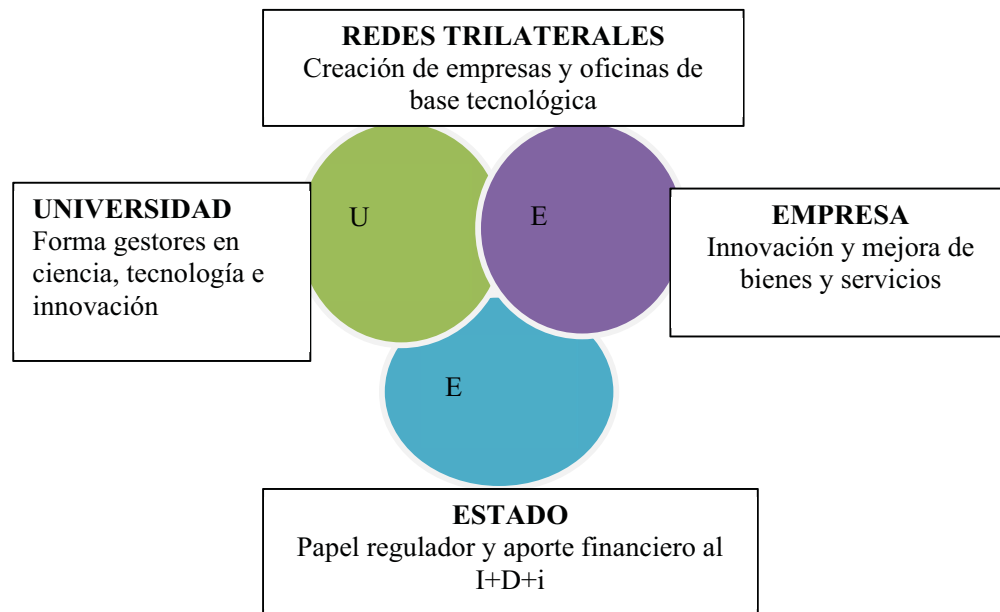 REDES TRILATERALES
Creación de empresas y oficinas de
base tecnológica
UNIVERSIDAD
Forma gestores en
ciencia, tecnología e
innovación
U
E
EMPRESA
Innovación y mejora de
bienes y servicios
E
ESTADO
Papel regulador y aporte financiero al
I+D+i